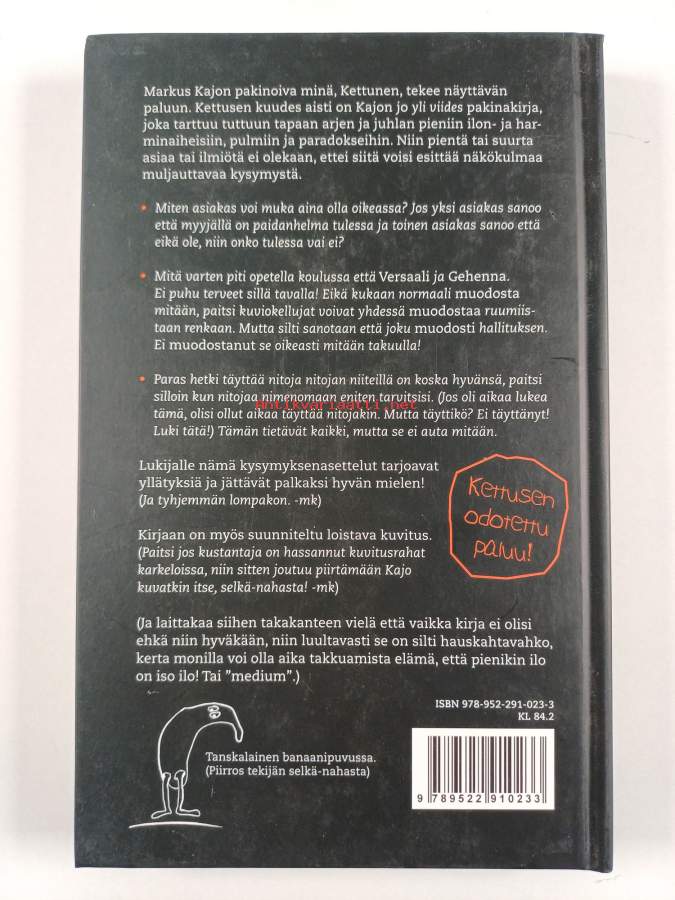 Markus Kajon pakinoiva minä, Kettunen, tekee näyttävän
paluun. Kettusen kuudes aisti on Kajon jo yli viides pakinakirja,
joka tarttuu tuttuun tapaan arjen ja juhlan pieniin ilon- ja har-
minaiheisiin, pulmiin ja paradokseihin. Niin pientä tai suurta
asiaa tai ilmiötä ei olekaan, ettei siitä voisi esittää näkökulmaa
muljauttavaa kysymystä.
• Miten asiakas voi muka aina olla oikeassa? Jos yksi asiakas sanoo
että myyjällä on paidanhelma tulessa ja toinen asiakas sanoo että
eikä ole, niin onko tulessa vai ei?
• Mitä varten piti opetella koulussa että Versaali ja Gehenna.
Ei puhu terveet sillä tavalla! Eikä kukaan normaali muodosta
mitään, paitsi kuviokellujat voivat yhdessä muodostaa ruumiis-
taan renkaan. Mutta silti sanotaan että joku muodosti hallituksen.
Ei muodostanut se oikeasti mitään takuulla!
• Paras hetki täyttää nitoja nitojan niiteillä on koska hyvänsä, paitsi
silloin kun nitojaa nimenomaan eniten tarvitsisi. (Jos oli aikaa lukea
Antikvariaatti.net
tämä, olisi ollut aikaa täyttää nitojakin. Mutta täyttikö? Ei täyttänyt!
Luki tätä!) Tämän tietävät kaikki, mutta se ei auta mitään.
Lukijalle nämä kysymyksenasettelut tarjoavat
yllätyksiä ja jättävät palkaksi hyvän mielen!
(Ja tyhjemmän lompakon. -mk)
Kettusen
odotettu
paluu!
Kirjaan on myös suunniteltu loistava kuvitus.
(Paitsi jos kustantaja on hassannut kuvitusrahat
karkeloissa, niin sitten joutuu piirtämään Kajo
kuvatkin itse, selkä-nahasta! -mk)
(Ja laittakaa siihen takakanteen vielä että vaikka kirja ei olisi
ehkä niin hyväkään, niin luultavasti se on silti hauskahtavahko,
kerta monilla voi olla aika takkuamista elämä, että pienikin ilo
on iso ilo! Tai ”medium”.)
ISBN 978-952-291-023-3
KL 84.2
Tanskalainen banaanipuvussa.
(Piirros tekijän selkä-nahasta)
9 789522 910233